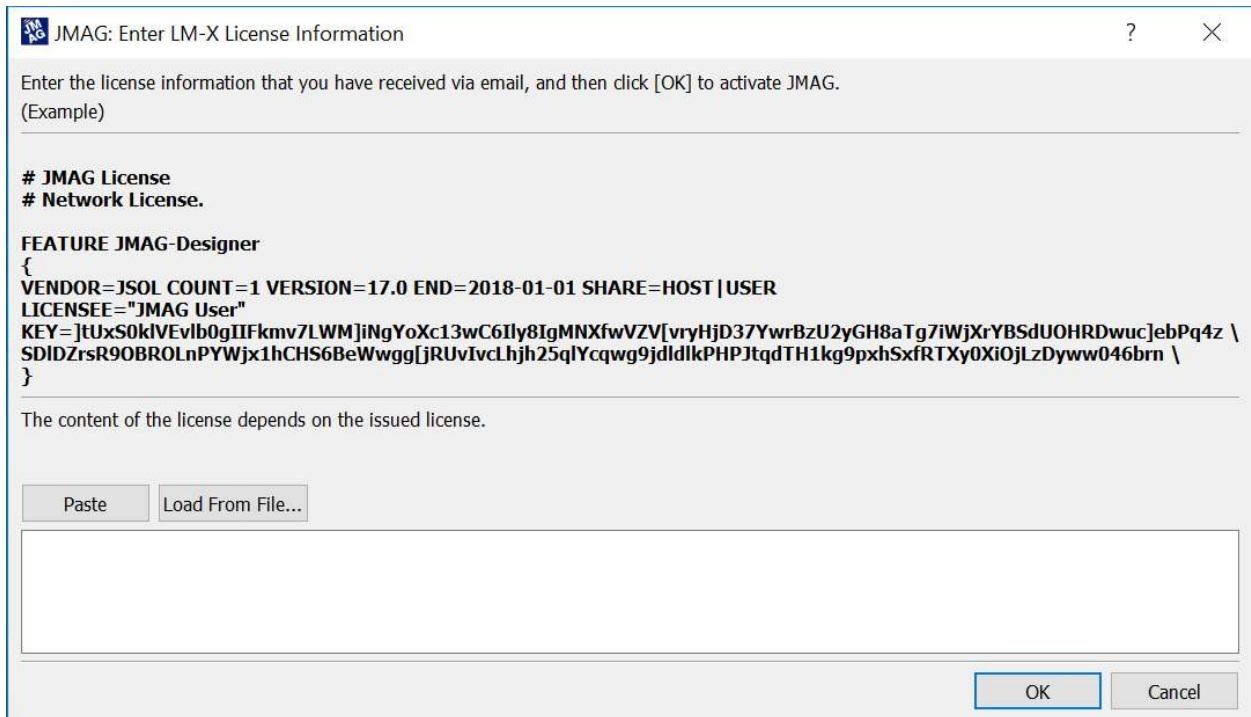 JMAG: Enter LM-X License Information
Enter the license information that you have received via email, and then click [OK] to activate JMAG.
(Example)
# JMAG License
# Network License.
FEATURE JMAG-Designer
{
VENDOR=JSOL COUNT=1 VERSION=17.0 END=2018-01-01 SHARE=HOST|USER
LICENSEE="JMAG User"
KEY=]tUxS0klVEvlb0gIIFkmv7LWM]iNgYoXc13wC6Ily8IgMNXfwVZV[vryHjD37YwrBzU2yGH8aTg7iWjXrYBSdUOHRDwuc]ebPq4z \
SDlDZrsR9OBROLnPYWjx1hCHS6BeWwgg[jRUvIvcLhjh25qlYcqwg9jdldlkPHPJtqdTH1kg9pxhSxfRTXy0XiOjLzDyww046brn \
}
The content of the license depends on the issued license.
Paste Load From File...
OK Cancel